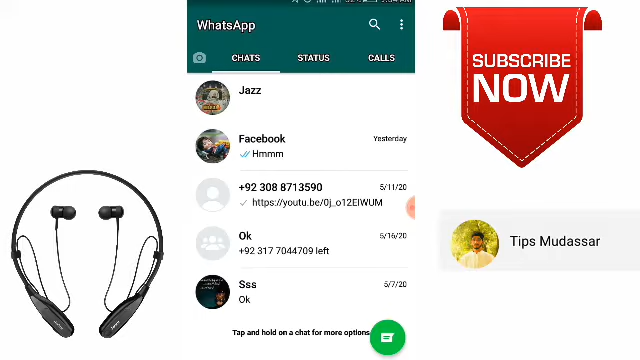 WhatsApp
CHATS STATUS CALLS
Jazz
Facebook Yesterday
Hmmm
+92 308 8713590 5/11/20
https://youtu.be/0j_o12EIWUM
Ok 5/16/20
+92 317 7044709 left
Sss 5/7/20
Ok
Tap and hold on a chat for more options
SUBSCRIBE
NOW
Tips Mudassar